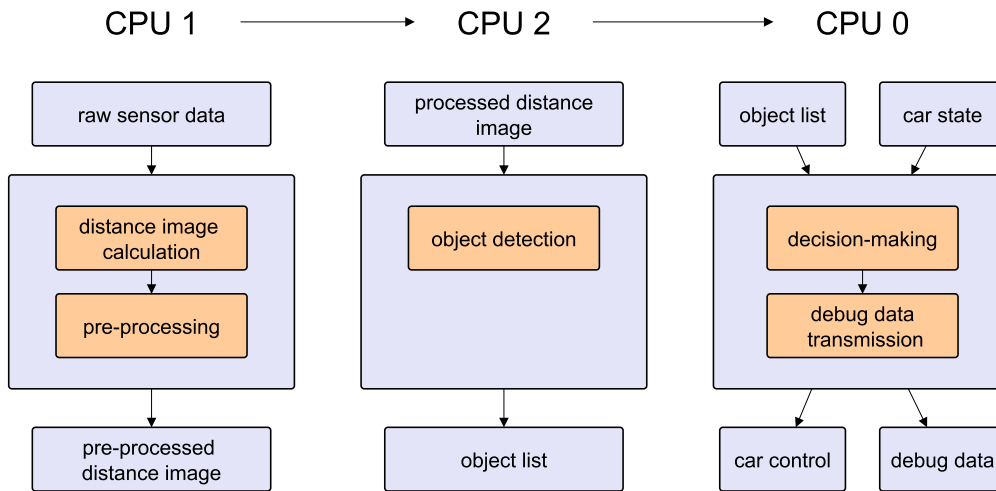 CPU 1
CPU 2
CPU 0
raw sensor data
processed distance
image
object list
car state
distance image
calculation
object detection
decision-making
pre-processing
debug data
transmission
pre-processed
distance image
object list
car control
debug data